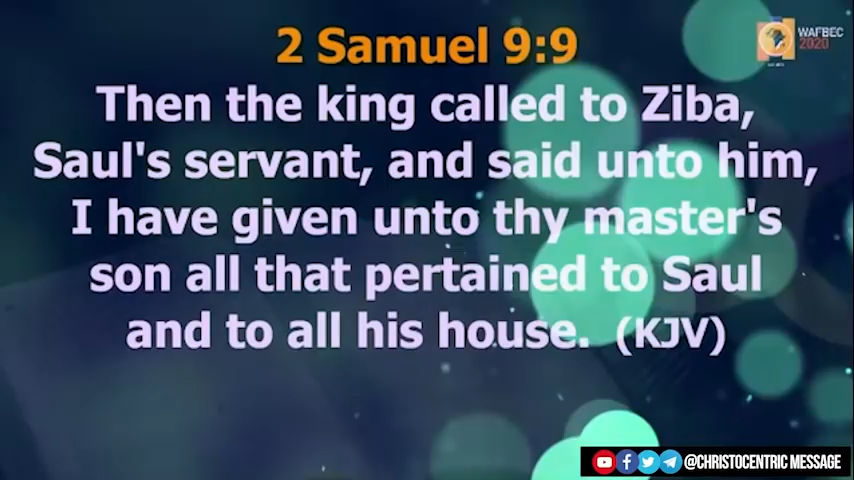 2 Samuel 9:9
WAFBEC
2020
Then the king called to Ziba,
Saul's servant, and said unto him,
I have given unto thy master's
son all that pertained to Saul
and to all his house. (KJV)
@CHRISTOCENTRIC MESSAGE